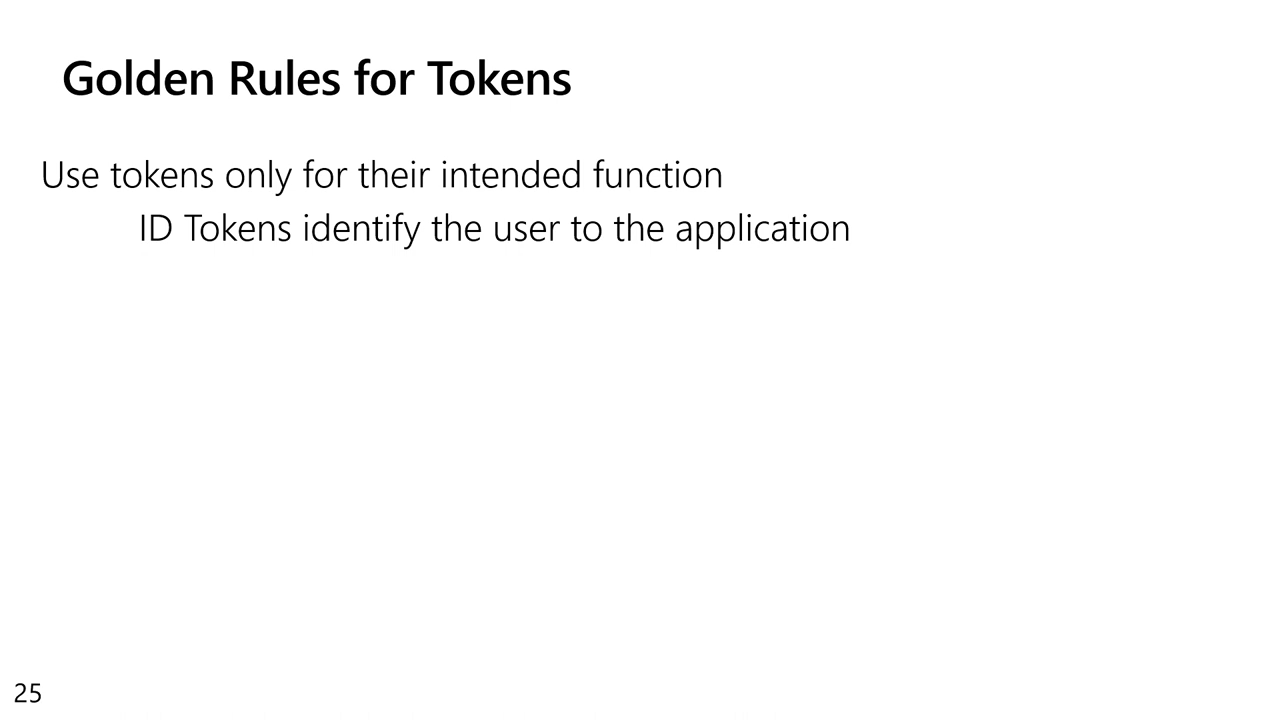 Golden Rules for Tokens
Use tokens only for their intended function
ID Tokens identify the user to the application
25